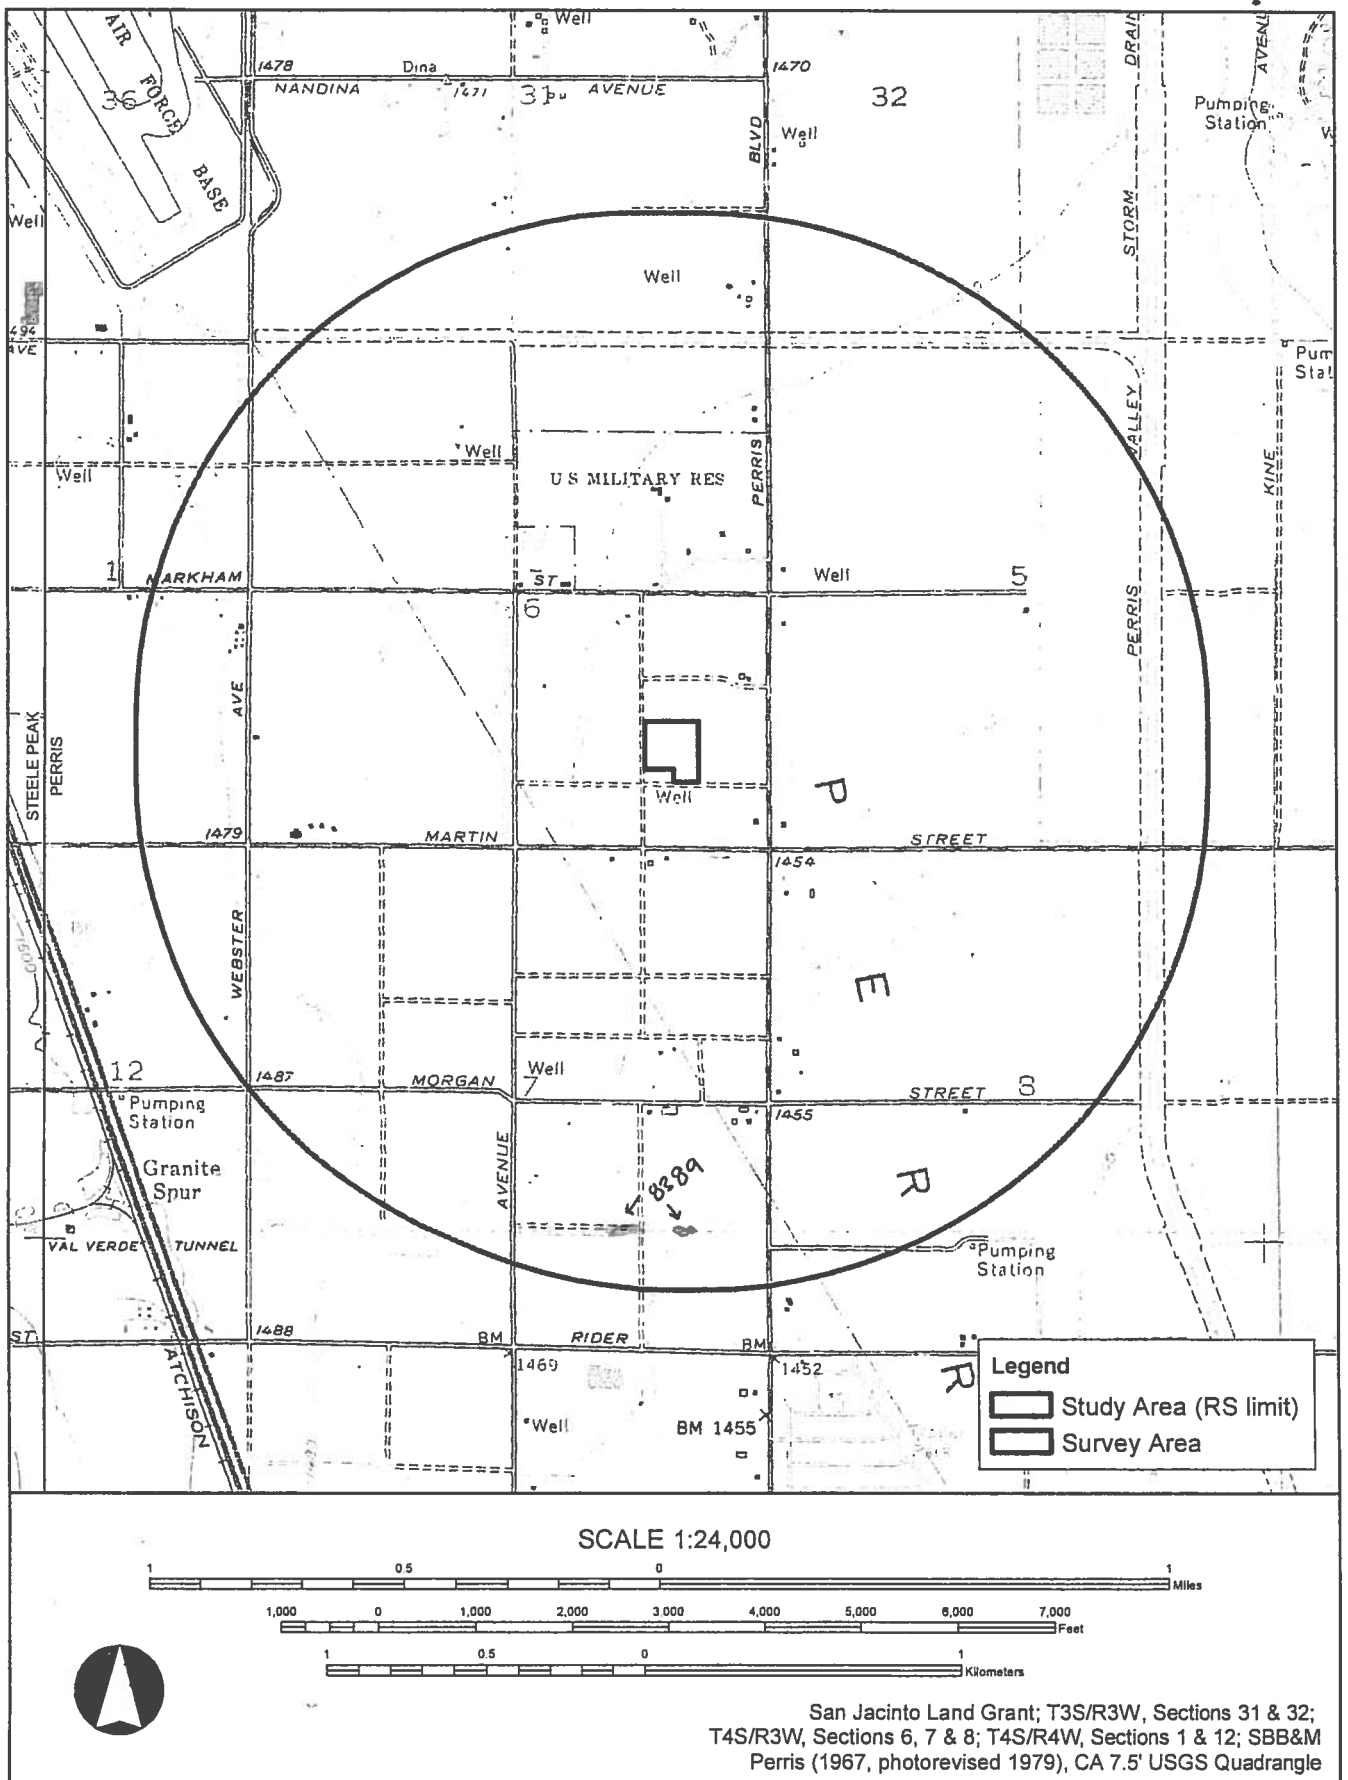 Well
AIR
FORCE
BASE
36
1478
Dina
1471
NANDINA
31
AVENUE
1470
32
DRAIN
AVENUE
Pumping
Station
BLVD
Well
STORM
Well
Well
1494
AVE
Pum
Stat
VALLEY
PERRIS
KINE
Well
Well
U S MILITARY RES
1
MARKHAM
ST
Well
5
6
PERRIS
AVE
STEELE PEAK
PERRIS
P
Well
1479
MARTIN
STREET
1454
WEBSTER
E
1600
12
1487
MORGAN
7
Well
STREET
8
Pumping
Station
1455
Granite
Spur
AVENUE
8389
R
VAL VERDE TUNNEL
Pumping
Station
ST
1488
BM
RIDER
BM
1469
1452
ATCHISON
R
Well
BM 1455
Legend
Study Area (RS limit)
Survey Area
SCALE 1:24,000
1 0.5 0 1
Miles
1,000 0 1,000 2,000 3,000 4,000 5,000 6,000 7,000
Feet
1 0.5 0 1
Kilometers
San Jacinto Land Grant; T3S/R3W, Sections 31 & 32;
T4S/R3W, Sections 6, 7 & 8; T4S/R4W, Sections 1 & 12; SBB&M
Perris (1967, photorevised 1979), CA 7.5' USGS Quadrangle